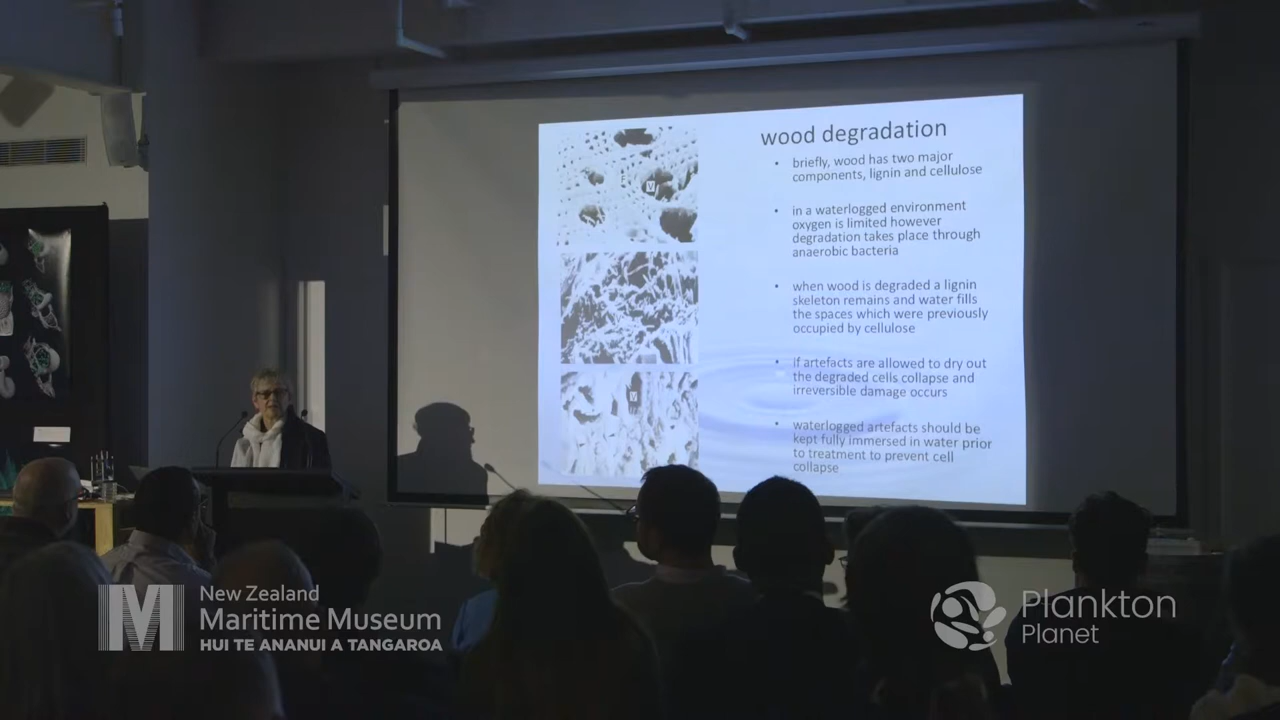 wood degradation
• briefly, wood has two major
components, lignin and cellulose
• in a waterlogged environment
oxygen is limited however
degradation takes place through
anaerobic bacteria
• when wood is degraded a lignin
skeleton remains and water fills
the spaces which were previously
occupied by cellulose
• if artefacts are allowed to dry out
the degraded cells collapse and
irreversible damage occurs
• waterlogged artefacts should be
kept fully immersed in water prior
to treatment to prevent cell
collapse
V
V
M
New Zealand
Maritime Museum
HUI TE ANANUI A TANGAROA
Plankton
Planet